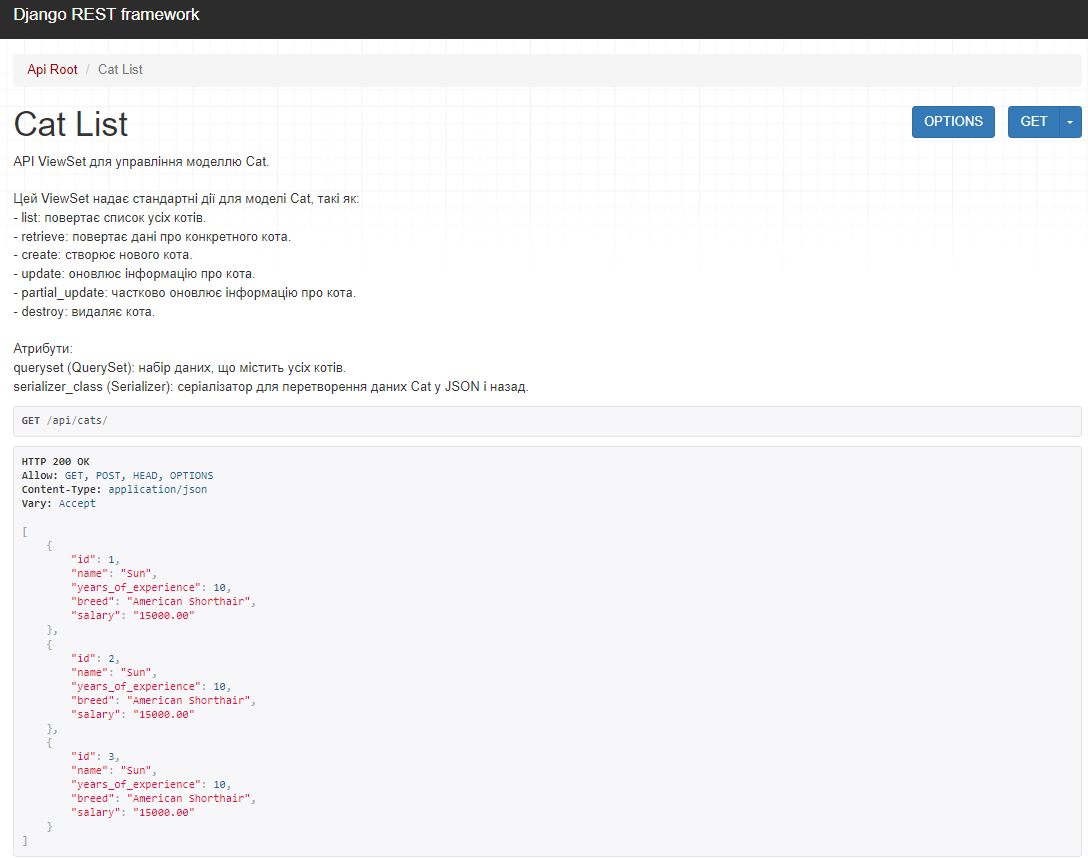 Django REST framework
Api Root / Cat List
Cat List
OPTIONS
GET
API ViewSet для управління моделлю Cat.
Цей ViewSet надає стандартні дії для моделі Cat, такі як:
- list: повертає список усіх котів.
- retrieve: повертає дані про конкретного кота.
- create: створює нового кота.
- update: оновлює інформацію про кота.
- partial_update: частково оновлює інформацію про кота.
- destroy: видаляє кота.
Атрибути:
queryset (QuerySet): набір даних, що містить усіх котів.
serializer_class (Serializer): серіалізатор для перетворення даних Cat у JSON і назад.
GET /api/cats/
HTTP 200 OK
Allow: GET, POST, HEAD, OPTIONS
Content-Type: application/json
Vary: Accept
[
    {
        "id": 1,
        "name": "Sun",
        "years_of_experience": 10,
        "breed": "American Shorthair",
        "salary": "15000.00"
    },
    {
        "id": 2,
        "name": "Sun",
        "years_of_experience": 10,
        "breed": "American Shorthair",
        "salary": "15000.00"
    },
    {
        "id": 3,
        "name": "Sun",
        "years_of_experience": 10,
        "breed": "American Shorthair",
        "salary": "15000.00"
    }
]